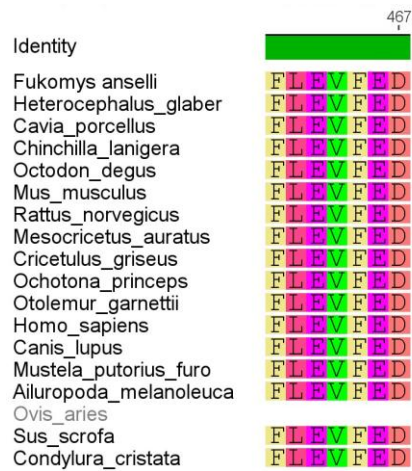 467
Identity
Fukomys anselli FLEVFED
Heterocephalus_glaber FLEVFED
Cavia_porcellus FLEVFED
Chinchilla_lanigera FLEVFED
Octodon_degus FLEVFED
Mus_musculus FLEVFED
Rattus_norvegicus FLEVFED
Mesocricetus_auratus FLEVFED
Cricetulus_griseus FLEVFED
Ochotona_princeps FLEVFED
Otolemur_garnettii FLEVFED
Homo_sapiens FLEVFED
Canis_lupus FLEVFED
Mustela_putorius_furo FLEVFED
Ailuropoda_melanoleuca FLEVFED
Ovis_aries
Sus_scrofa FLEVFED
Condylura_cristata FLEVFED